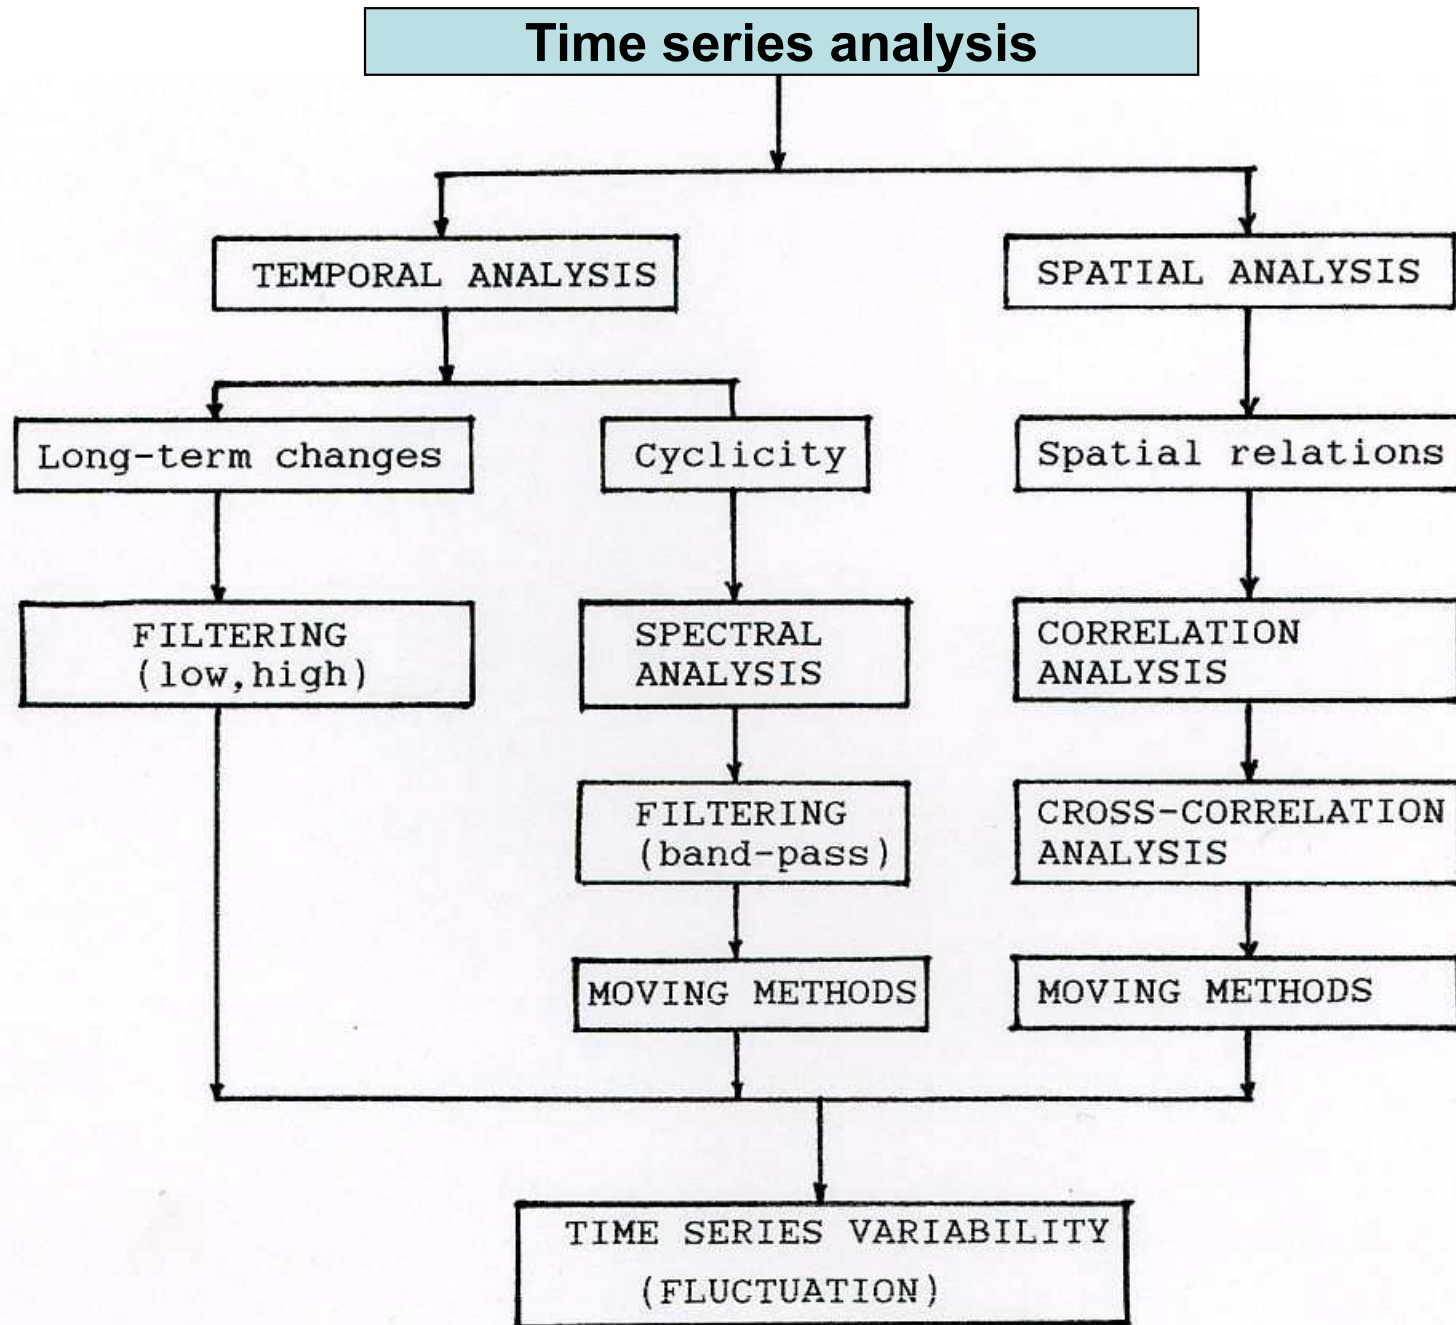 Time series analysis
TEMPORAL ANALYSIS
SPATIAL ANALYSIS
Long-term changes
Cyclicity
Spatial relations
FILTERING
(low,high)
SPECTRAL
ANALYSIS
CORRELATION
ANALYSIS
FILTERING
(band-pass)
CROSS-CORRELATION
ANALYSIS
MOVING METHODS
MOVING METHODS
TIME SERIES VARIABILITY
(FLUCTUATION)